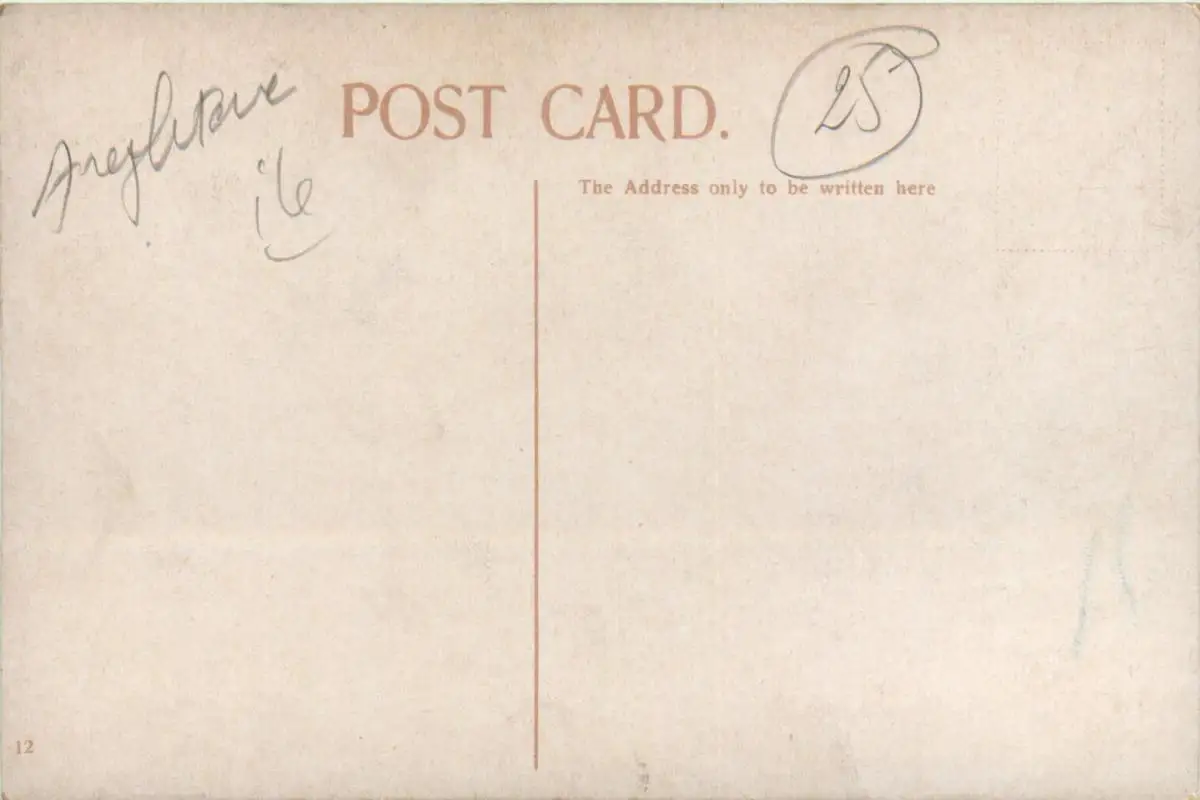 POST CARD.
25
The Address only to be written here
12